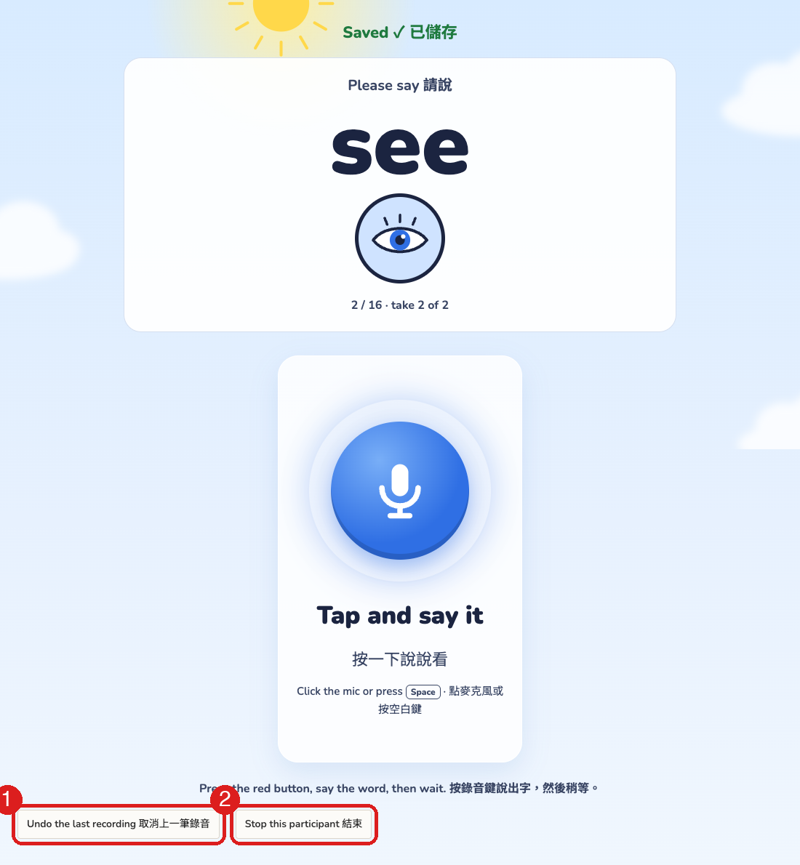 Saved ✓ 已儲存
Please say 請說
see
2 / 16 · take 2 of 2
Tap and say it
按一下說說看
Click the mic or press Space · 點麥克風或
按空白鍵
the red button, say the word, then wait. 按錄音鍵說出字，然後稍等。
1
2
Undo the last recording 取消上一筆錄音
Stop this participant 結束